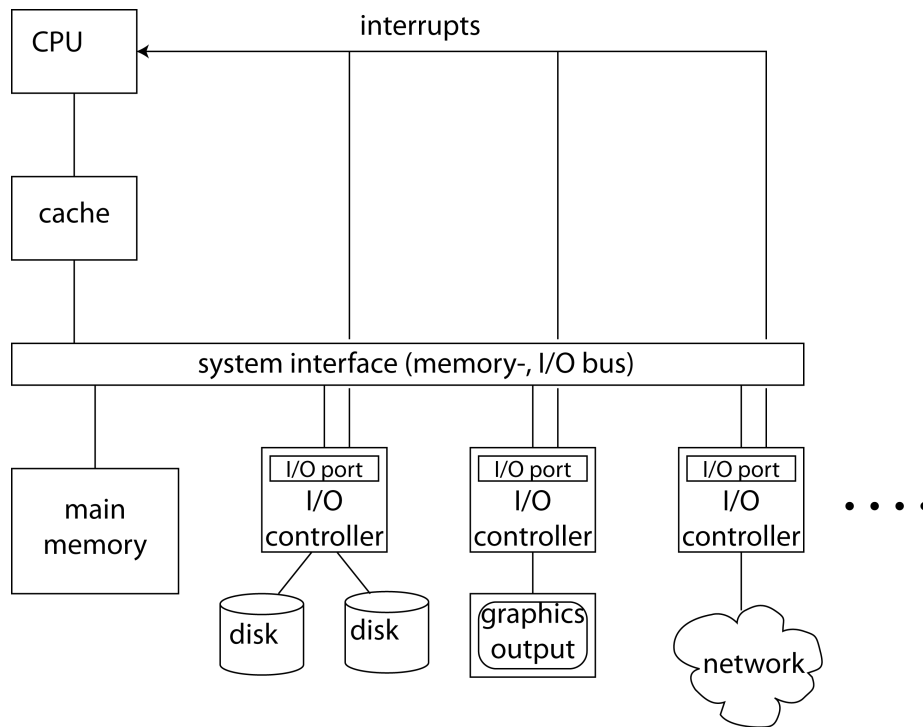 interrupts
CPU
cache
system interface (memory-, I/O bus)
main
memory
I/O port
I/O
controller
I/O port
I/O
controller
I/O port
I/O
controller
disk
disk
graphics
output
network